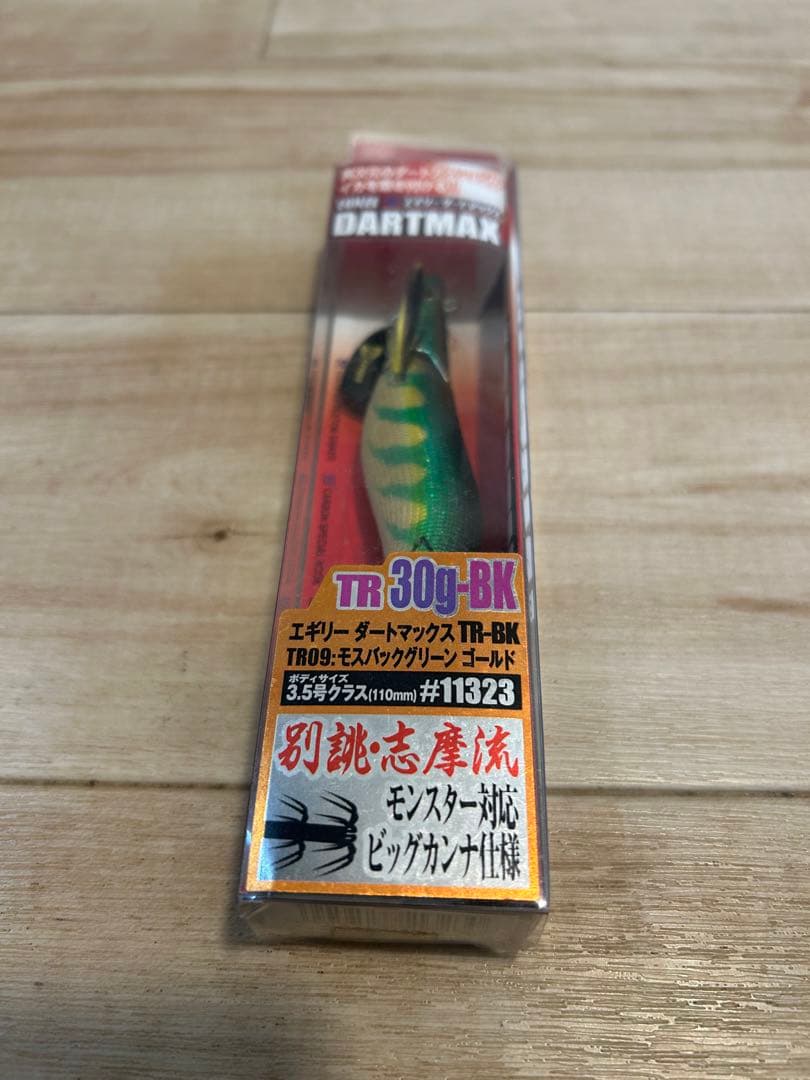 DARTMAX
TR 30g-BK
エギリー ダートマックス TR-BK
TR09:モスバックグリーン ゴールド
ボディサイズ
3.5号クラス(110mm) #11323
別誂・志摩流
モンスター対応
ビッグカンナ仕様